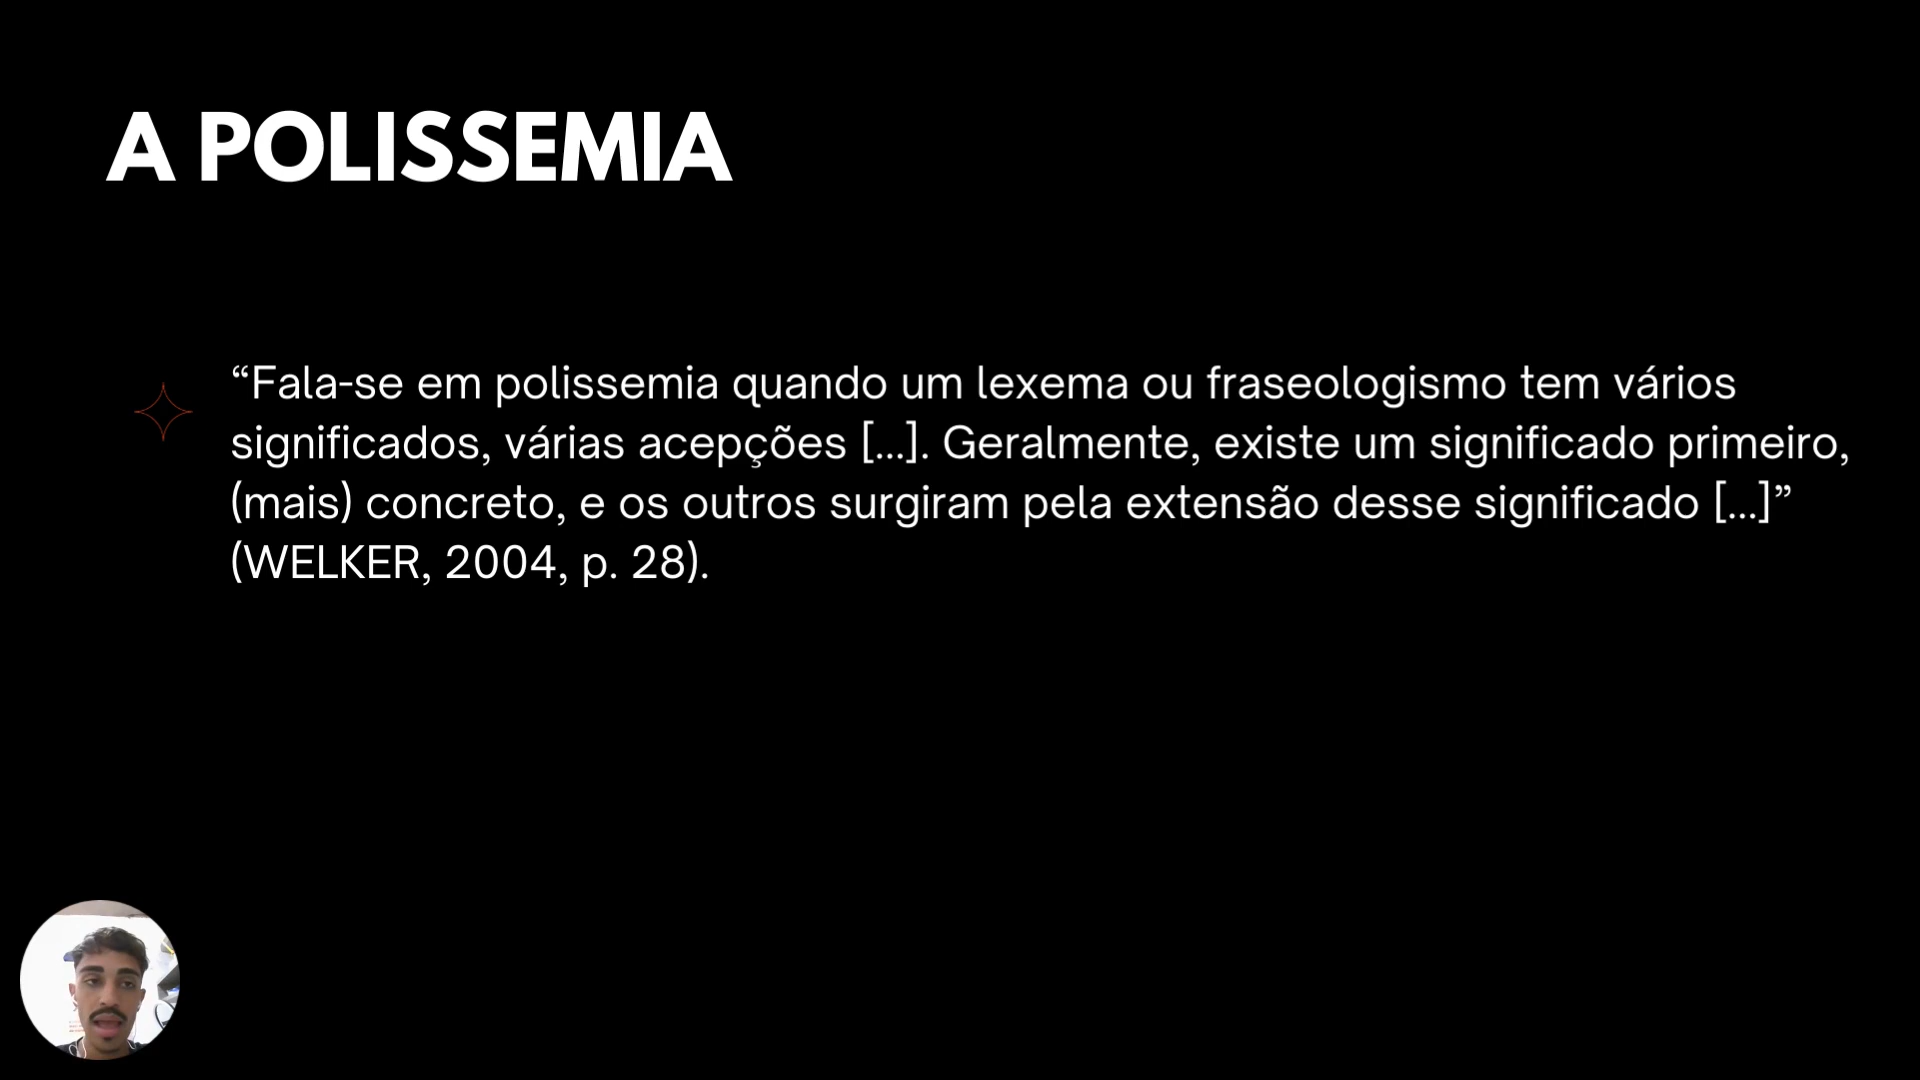 A POLISSEMIA
“Fala-se em polissemia quando um lexema ou fraseologismo tem vários
significados, várias acepções [...]. Geralmente, existe um significado primeiro,
(mais) concreto, e os outros surgiram pela extensão desse significado [...]”
(WELKER, 2004, p. 28).